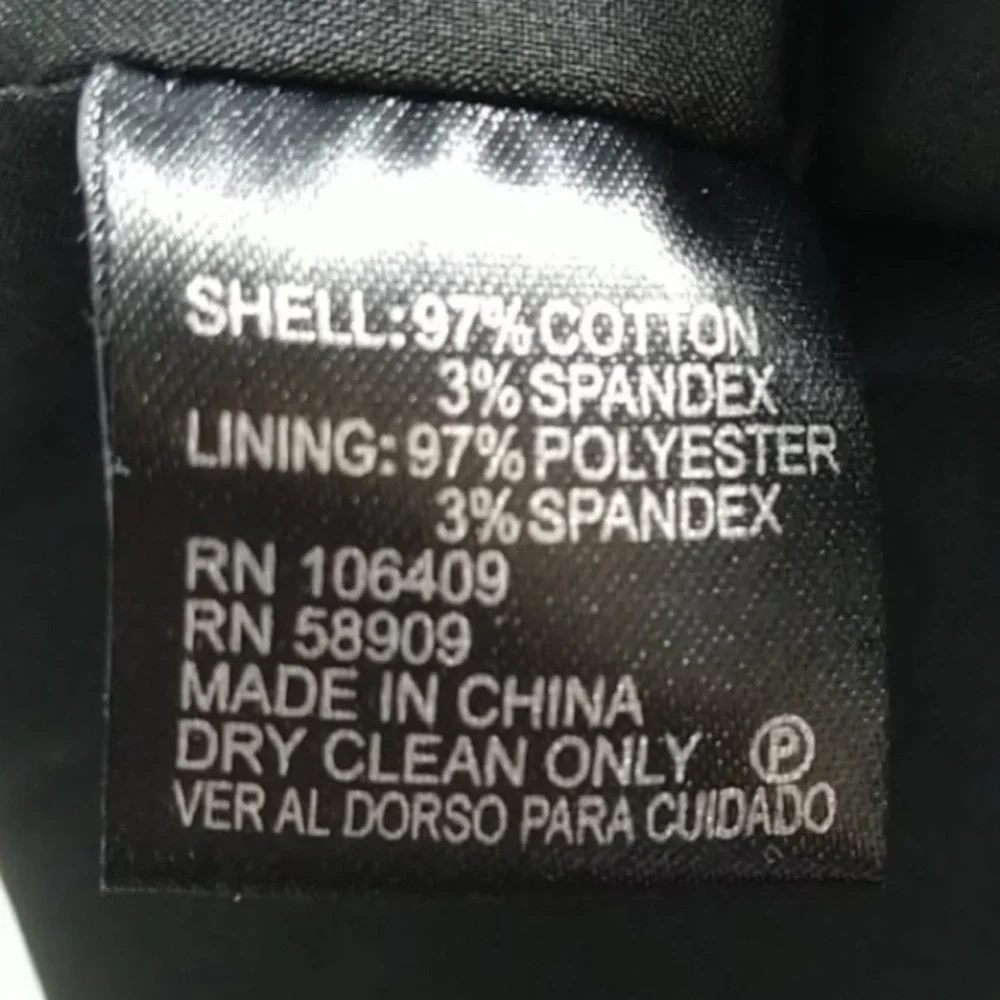 SHELL: 97% COTTON
3% SPANDEX
LINING: 97% POLYESTER
3% SPANDEX
RN 106409
RN 58909
MADE IN CHINA
DRY CLEAN ONLY Ⓟ
VER AL DORSO PARA CUIDADO